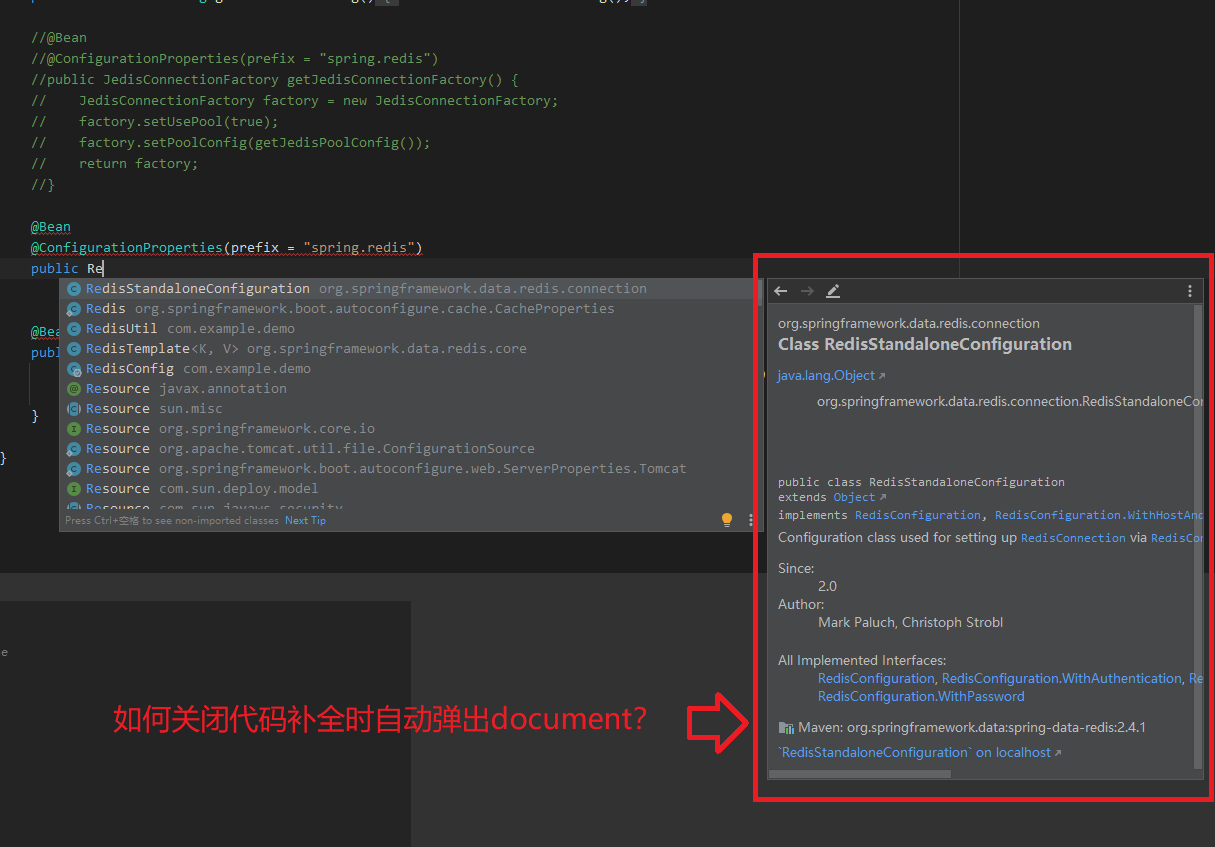 //@Bean
//@ConfigurationProperties(prefix = "spring.redis")
//public JedisConnectionFactory getJedisConnectionFactory() {
//    JedisConnectionFactory factory = new JedisConnectionFactory;
//    factory.setUsePool(true);
//    factory.setPoolConfig(getJedisPoolConfig());
//    return factory;
//}
@Bean
@ConfigurationProperties(prefix = "spring.redis")
public Re
RedisStandaloneConfiguration org.springframework.data.redis.connection
Redis org.springframework.boot.autoconfigure.cache.CacheProperties
RedisUtil com.example.demo
RedisTemplate<K, V> org.springframework.data.redis.core
RedisConfig com.example.demo
Resource javax.annotation
Resource sun.misc
Resource org.springframework.core.io
Resource org.apache.tomcat.util.file.ConfigurationSource
Resource org.springframework.boot.autoconfigure.web.ServerProperties.Tomcat
Resource com.sun.deploy.model
Resource com.sun.javaws.security
Press Ctrl+空格 to see non-imported classes Next Tip
@Bea
publ
}
}
e
org.springframework.data.redis.connection
Class RedisStandaloneConfiguration
java.lang.Object
org.springframework.data.redis.connection.RedisStandaloneCo
public class RedisStandaloneConfiguration
extends Object
implements RedisConfiguration, RedisConfiguration.WithHostAnd
Configuration class used for setting up RedisConnection via RedisCon
Since:
2.0
Author:
Mark Paluch, Christoph Strobl
All Implemented Interfaces:
RedisConfiguration, RedisConfiguration.WithAuthentication, Re
RedisConfiguration.WithPassword
Maven: org.springframework.data:spring-data-redis:2.4.1
`RedisStandaloneConfiguration` on localhost
如何关闭代码补全时自动弹出document?